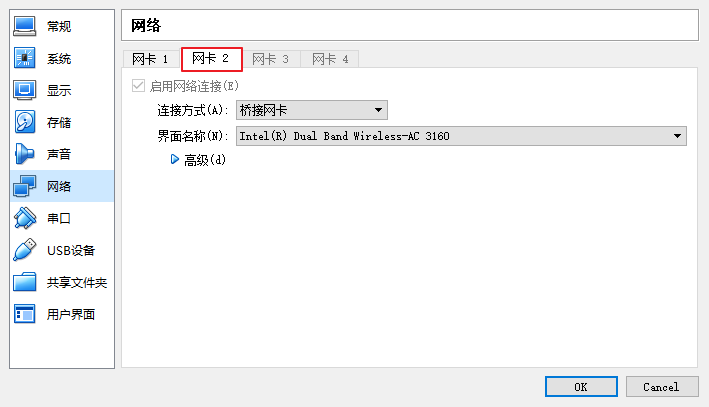 常规
系统
显示
存储
声音
网络
串口
USB设备
共享文件夹
用户界面
网络
网卡 1 网卡 2 网卡 3 网卡 4
启用网络连接(E)
连接方式(A): 桥接网卡
界面名称(N): Intel(R) Dual Band Wireless-AC 3160
高级(d)
OK Cancel